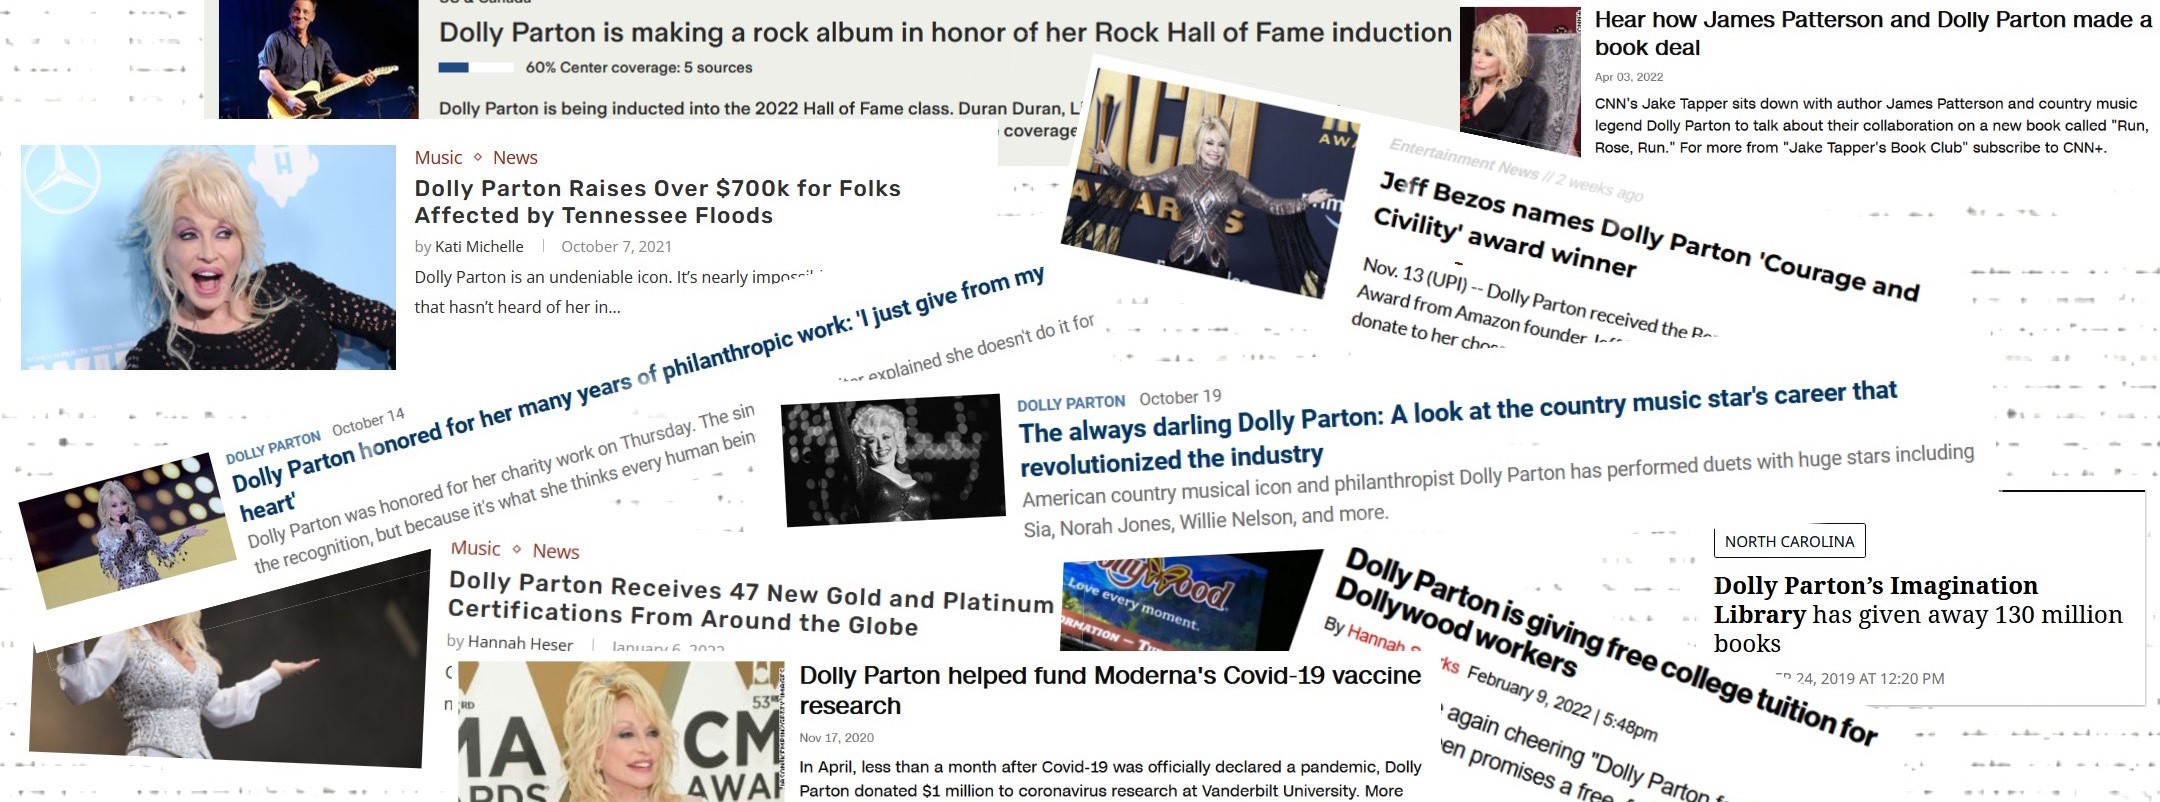 Dolly Parton is making a rock album in honor of her Rock Hall of Fame induction
60% Center coverage: 5 sources
Dolly Parton is being inducted into the 2022 Hall of Fame class. Duran Duran,
coverage
Hear how James Patterson and Dolly Parton made a
book deal
Apr 03, 2022
CNN's Jake Tapper sits down with author James Patterson and country music
legend Dolly Parton to talk about their collaboration on a new book called "Run,
Rose, Run." For more from "Jake Tapper's Book Club" subscribe to CNN+.
Music ◇ News
Dolly Parton Raises Over $700k for Folks
Affected by Tennessee Floods
by Kati Michelle | October 7, 2021
Dolly Parton is an undeniable icon. It's nearly
that hasn't heard of her in...
ACM
AWARDS
Entertainment News // 2 weeks ago
Jeff Bezos names Dolly Parton 'Courage and
Civility' award winner
Nov. 13 (UPI) -- Dolly Parton received the
Award from Amazon founder
donate to her
DOLLY PARTON October 14
Dolly Parton honored for her many years of philanthropic work: 'I just give from my
heart'
Dolly Parton was honored for her charity work on Thursday. The sin
explained she doesn't do it for
the recognition, but because it's what she thinks every human bein
DOLLY PARTON October 19
The always darling Dolly Parton: A look at the country music star's career that
revolutionized the industry
American country musical icon and philanthropist Dolly Parton has performed duets with huge stars including
Sia, Norah Jones, Willie Nelson, and more.
Music ◇ News
Dolly Parton Receives 47 New Gold and Platinum
Certifications From Around the Globe
by Hannah Heser | January 6, 2022
Dollywood
Love every moment.
Dolly Parton is giving free college tuition for
Dollywood workers
By Hannah
February 9, 2022 | 5:48pm
again cheering "Dolly Parton
promises a free
NORTH CAROLINA
Dolly Parton's Imagination
Library has given away 130 million
books
24, 2019 AT 12:20 PM
53
CM
AWAR
Dolly Parton helped fund Moderna's Covid-19 vaccine
research
Nov 17, 2020
In April, less than a month after Covid-19 was officially declared a pandemic, Dolly
Parton donated $1 million to coronavirus research at Vanderbilt University. More